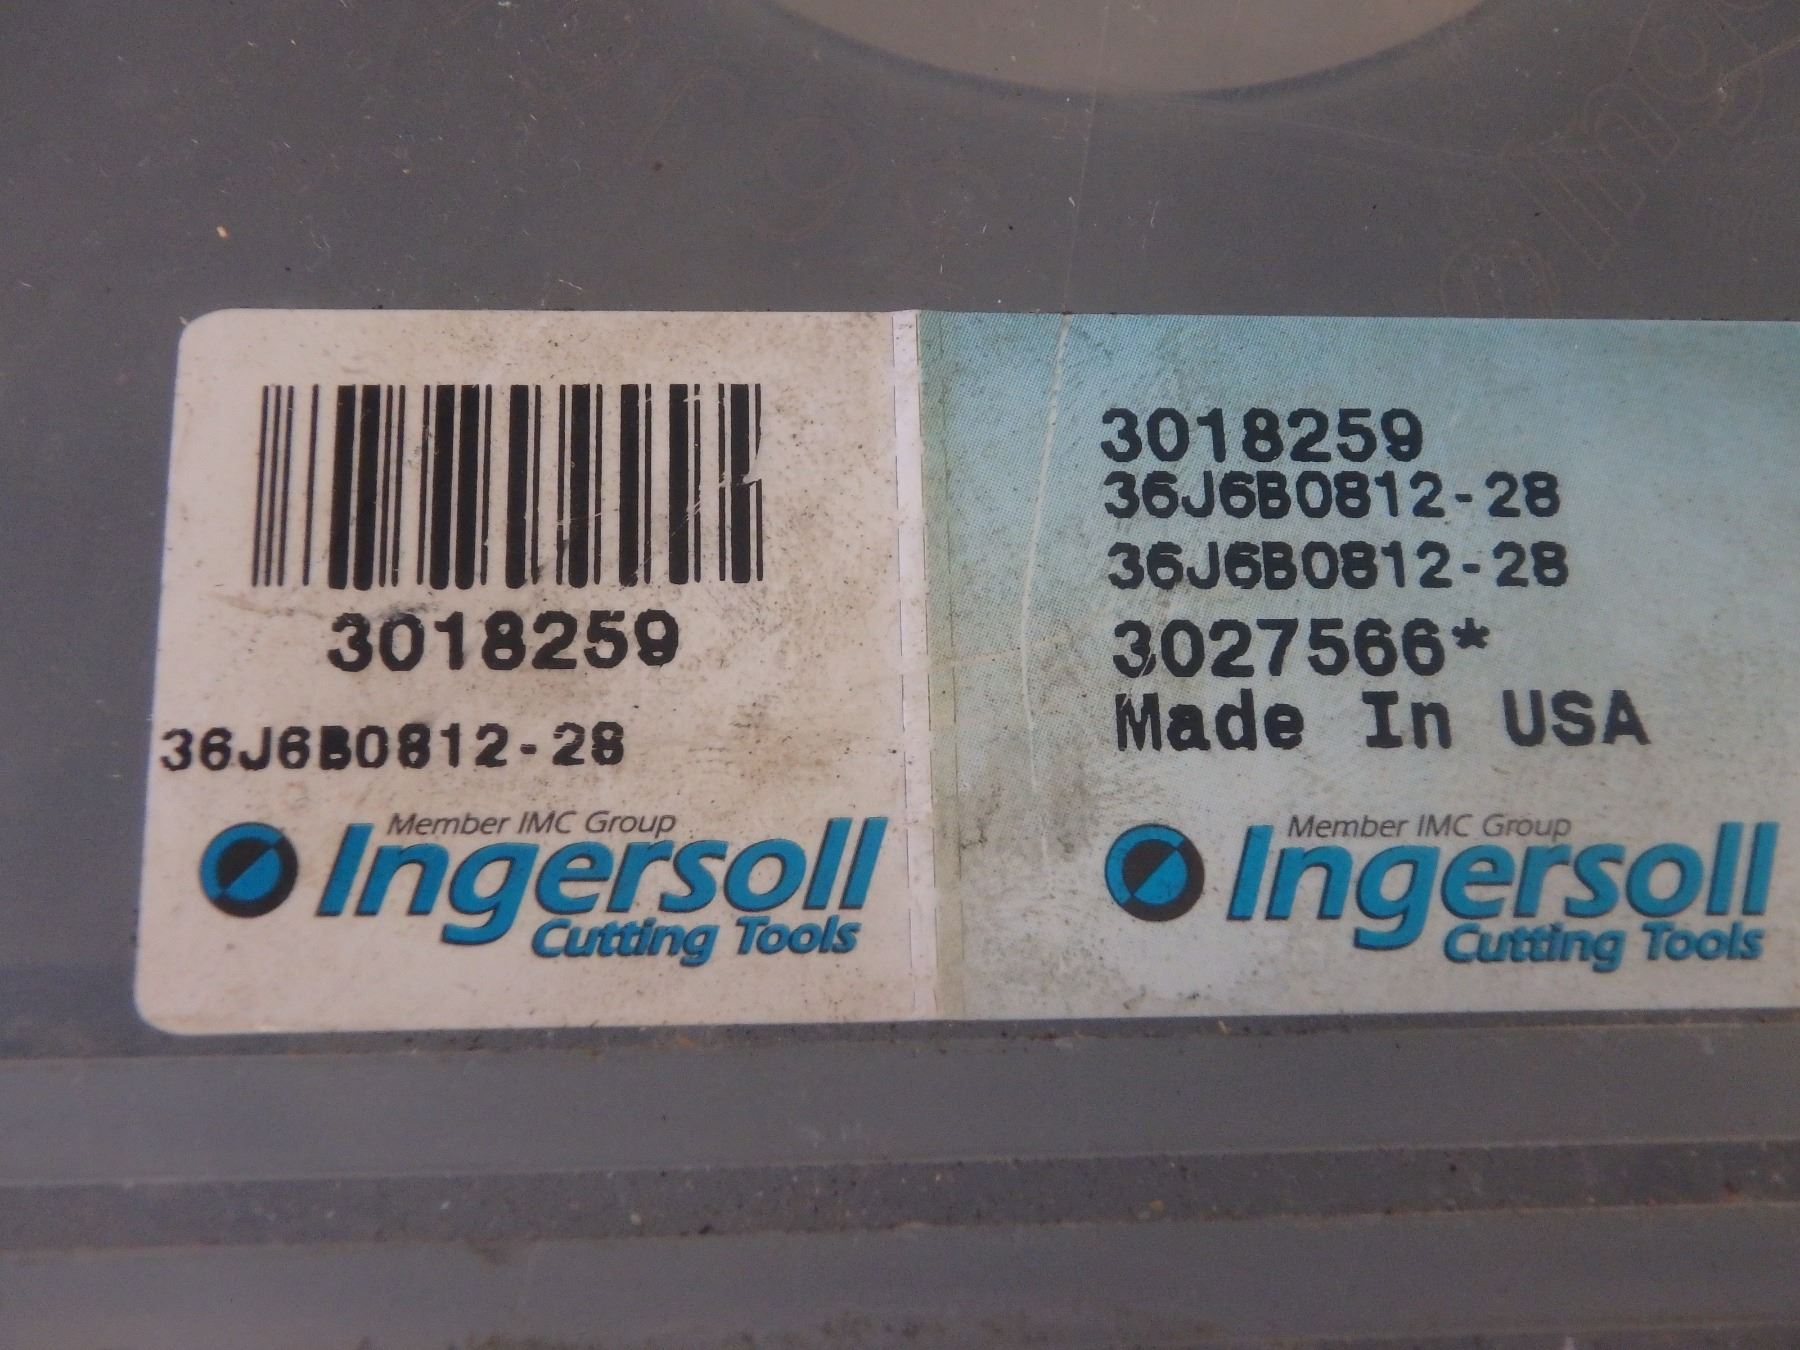 3018259
36J6B0812-28
Member IMC Group
Ingersoll
Cutting Tools
3018259
36J6B0812-28
36J6B0812-28
3027566*
Made In USA
Member IMC Group
Ingersoll
Cutting Tools